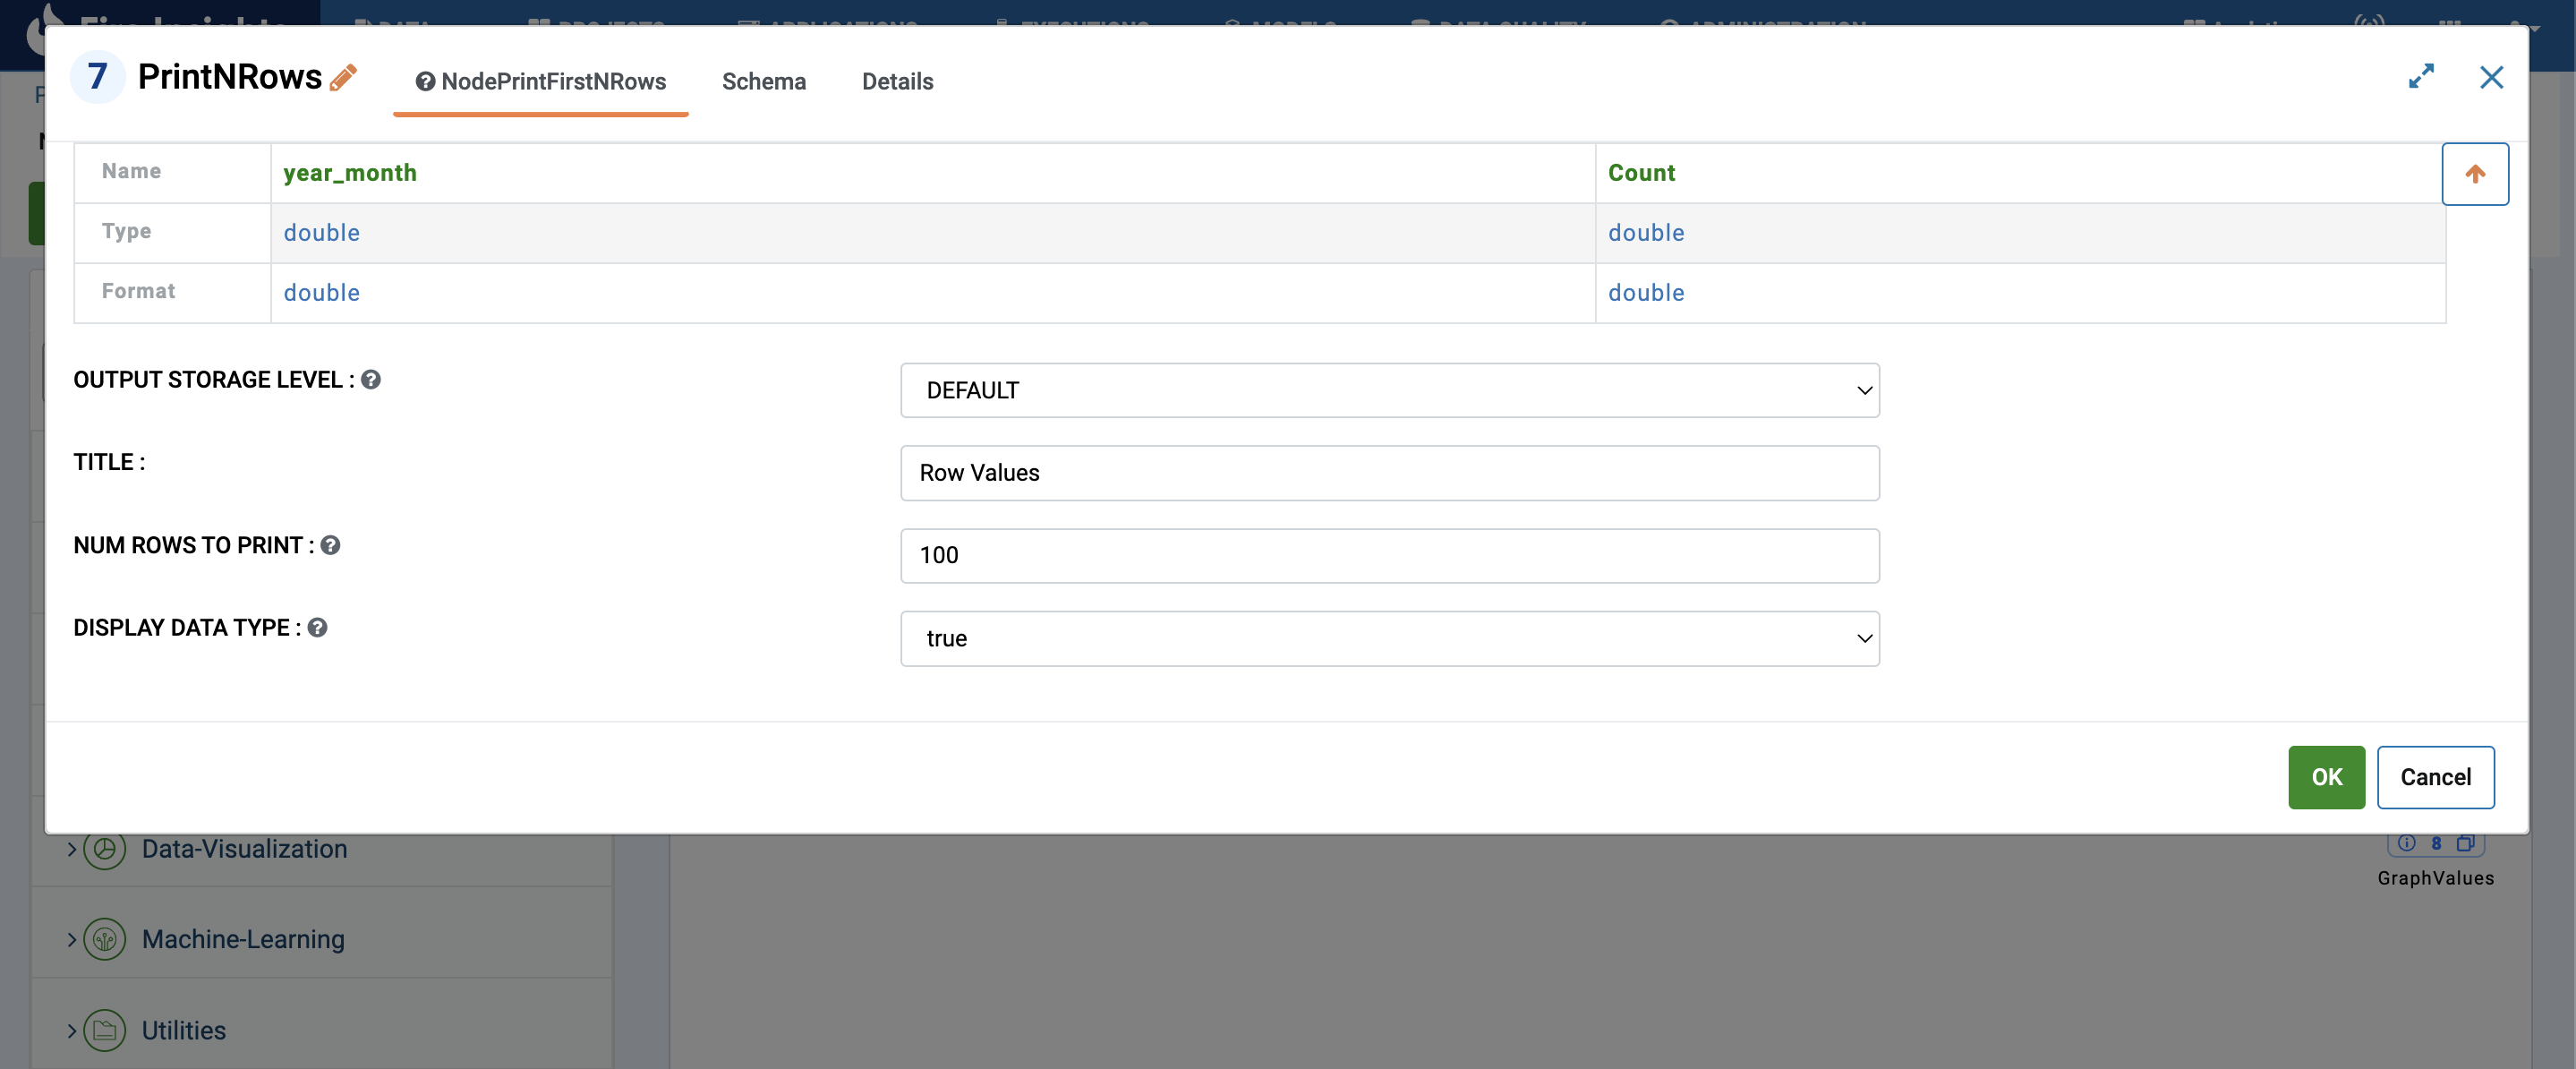 7 PrintNRows NodePrintFirstNRows Schema Details
Name year_month Count
Type double double
Format double double
OUTPUT STORAGE LEVEL : DEFAULT
TITLE : Row Values
NUM ROWS TO PRINT : 100
DISPLAY DATA TYPE : true
OK Cancel
Data-Visualization
8
GraphValues
Machine-Learning
Utilities